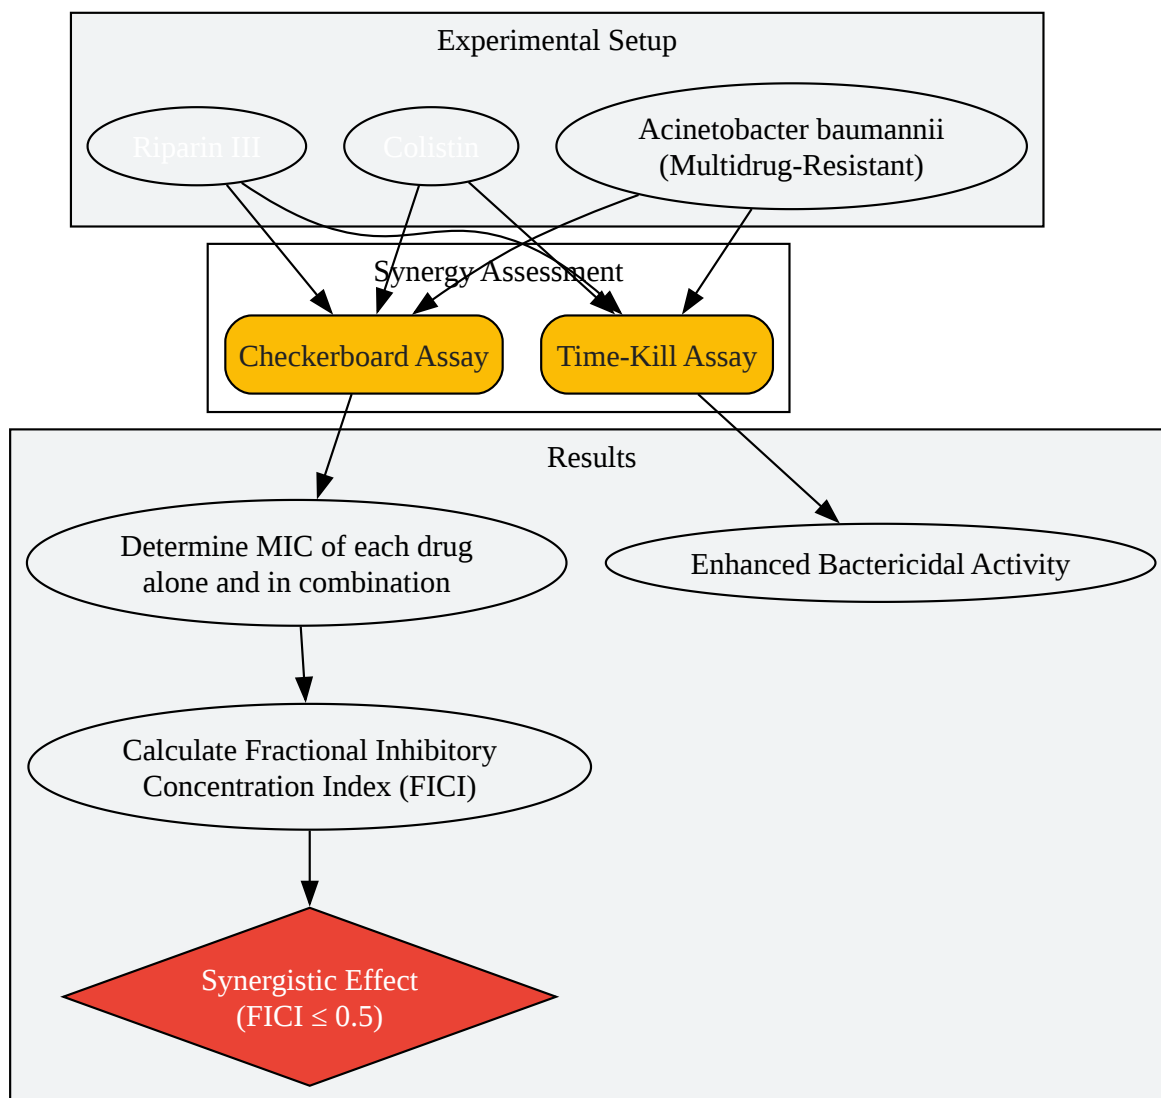 Experimental Setup
Riparin III
Colistin
Acinetobacter baumannii
(Multidrug-Resistant)
Synergy Assessment
Checkerboard Assay
Time-Kill Assay
Results
Determine MIC of each drug
alone and in combination
Enhanced Bactericidal Activity
Calculate Fractional Inhibitory
Concentration Index (FICI)
Synergistic Effect
(FICI ≤ 0.5)